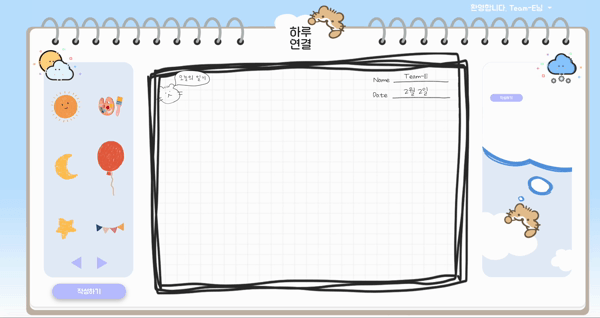 환영합니다 Team-E님
하루
연결
오늘의 일기
Name Team-E
Date 2월 2일
작성하기